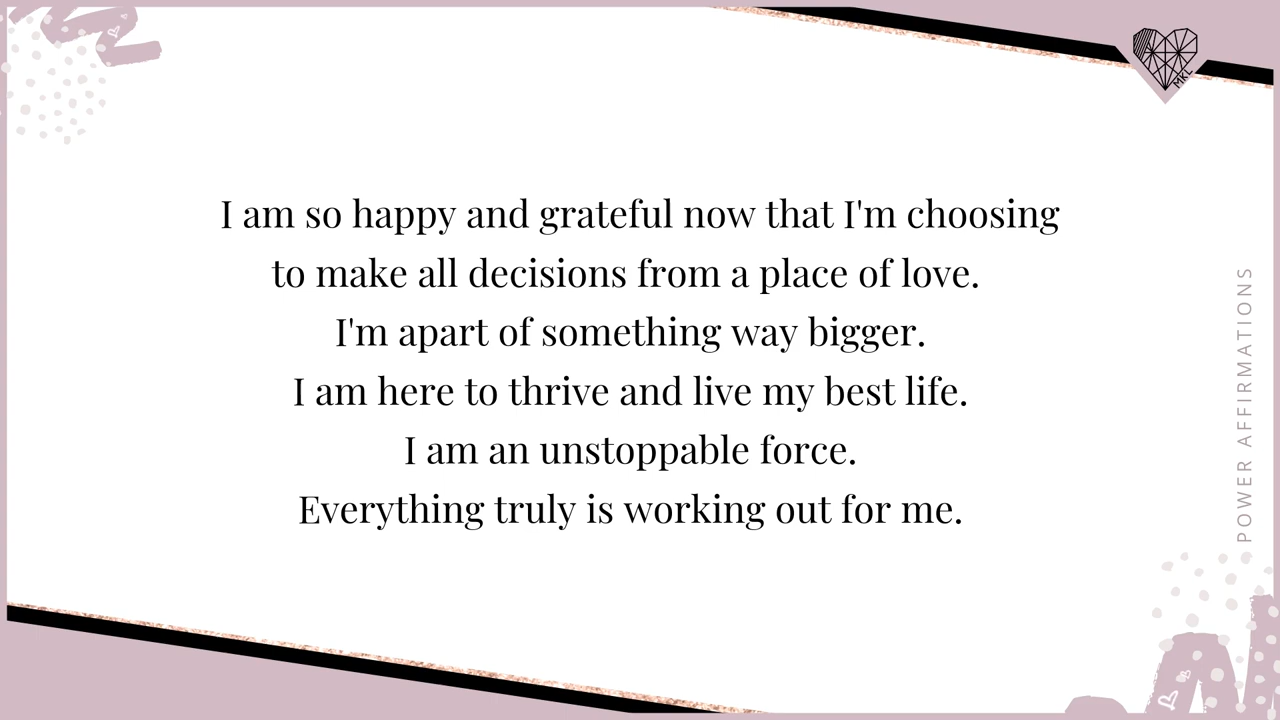 MKL
I am so happy and grateful now that I'm choosing
to make all decisions from a place of love.
I'm apart of something way bigger.
I am here to thrive and live my best life.
I am an unstoppable force.
Everything truly is working out for me.
POWER AFFIRMATIONS